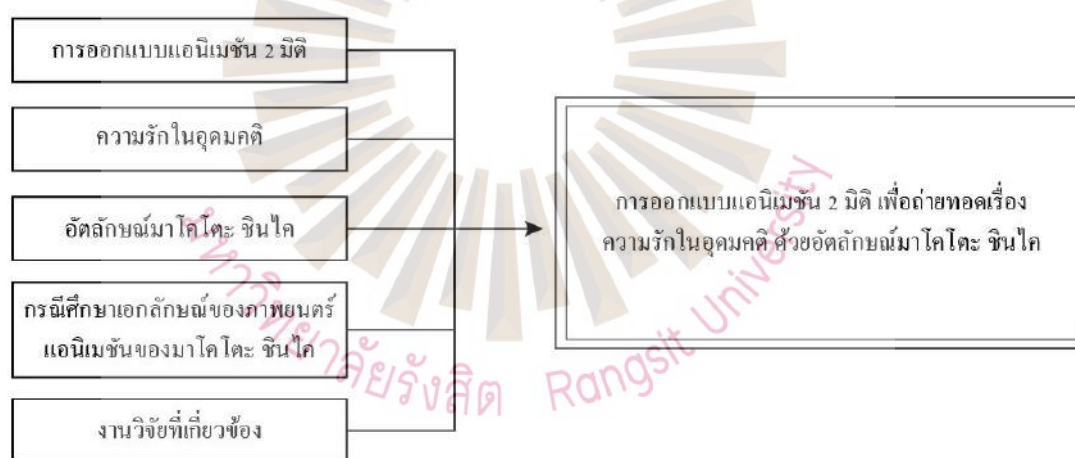 การออกแบบแอนิเมชัน 2 มิติ
ความรักในอุดมคติ
อัตลักษณ์มาโคโตะ ชินไค
กรณีศึกษาเอกลักษณ์ของภาพยนตร์
แอนิเมชันของมาโคโตะ ชินไค
งานวิจัยที่เกี่ยวข้อง
การออกแบบแอนิเมชัน 2 มิติ เพื่อถ่ายทอดเรื่อง
ความรักในอุดมคติ ด้วยอัตลักษณ์มาโคโตะ ชินไค
มหาวิทยาลัยรังสิต Rangsit University